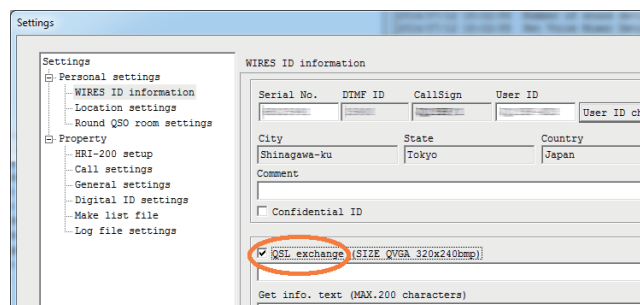 Settings
Settings
Personal settings
WIRES ID information
Location settings
Round QSO room settings
Property
HRI-200 setup
Call settings
General settings
Digital ID settings
Make list file
Log file settings
WIRES ID information
Serial No. DTMF ID CallSign User ID
User ID ch
City State Country
Shinagawa-ku Tokyo Japan
Comment
Confidential ID
QSL exchange (SIZE QVGA 320x240bmp)
Get info. text (MAX.200 characters)